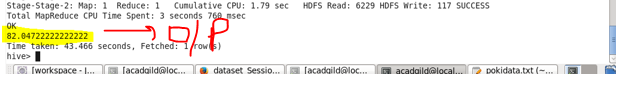 Stage-Stage-2: Map: 1  Reduce: 1   Cumulative CPU: 1.79 sec   HDFS Read: 6229 HDFS Write: 117 SUCCESS
Total MapReduce CPU Time Spent: 3 seconds 760 msec
OK
82.04722222222222 O/P
Time taken: 43.466 seconds, Fetched: 1 row(s)
hive>
[workspace - J... [acadgild@loc... dataset_Sessio... [acadgild@loc... acadgild@local... pokidata.txt (~...